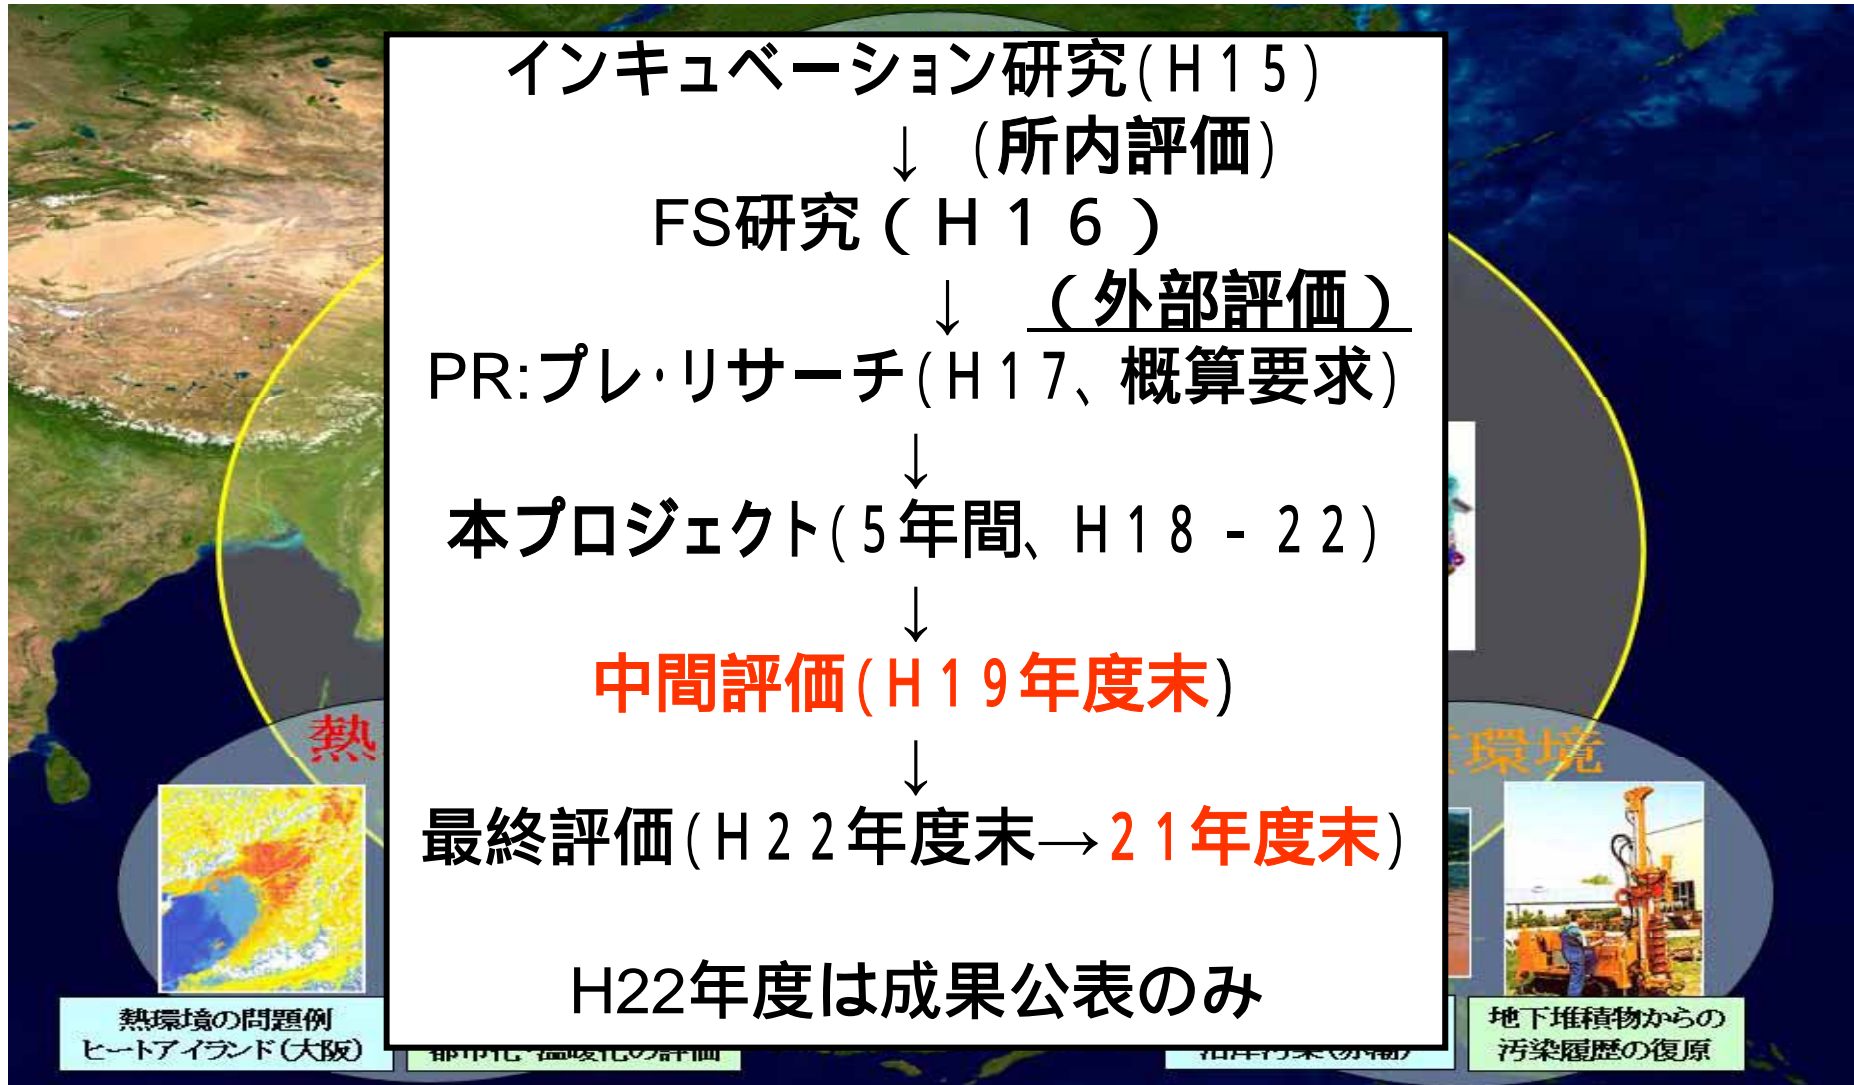 インキュベーション研究(H15)
↓ (所内評価)
FS研究(H16)
↓ (外部評価)
PR:プレ・リサーチ(H17、概算要求)
↓
本プロジェクト(5年間、H18-22)
↓
中間評価(H19年度末)
↓
最終評価(H22年度末→21年度末)
H22年度は成果公表のみ
熱
環境
熱環境の問題例
ヒートアイランド(大阪)
地下堆積物からの
汚染履歴の復原